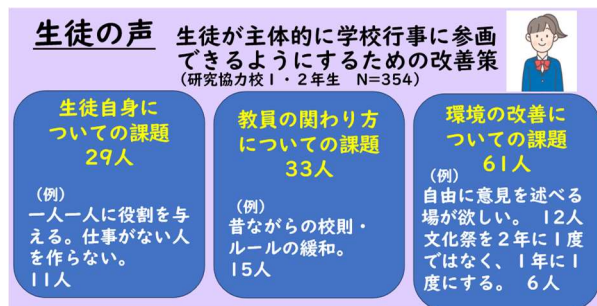 生徒の声
生徒が主体的に学校行事に参画
できるようにするための改善策
（研究協力校1・2年生　N=354）
生徒自身に
ついての課題
29人
（例）
一人一人に役割を与
える。仕事がない人
を作らない。
11人
教員の関わり方
についての課題
33人
（例）
昔ながらの校則・
ルールの緩和。
15人
環境の改善に
ついての課題
61人
（例）
自由に意見を述べる
場が欲しい。　12人
文化祭を2年に1度
ではなく、1年に1
度にする。　6人